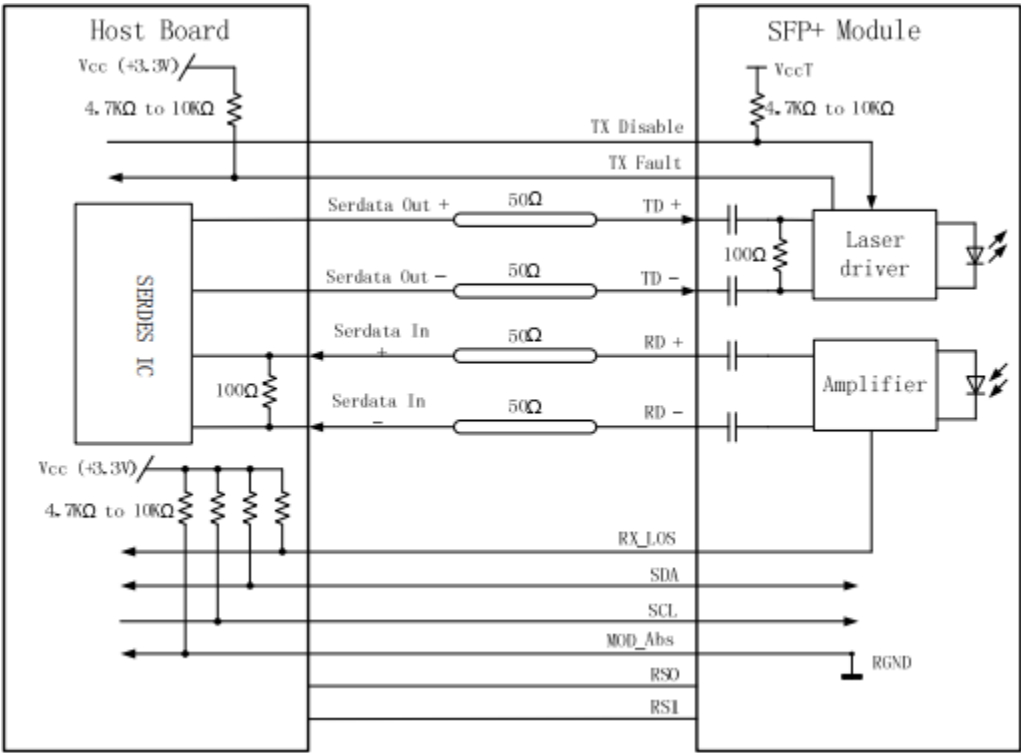 Host Board
SFP+ Module
Vcc (+3.3V)
VccT
4.7KΩ to 10KΩ
4.7KΩ to 10KΩ
TX Disable
TX Fault
Serdata Out +
50Ω
TD +
Laser
driver
100Ω
Serdata Out −
50Ω
TD −
SERDES IC
Serdata In
+
50Ω
RD +
100Ω
Amplifier
Serdata In
−
50Ω
RD −
Vcc (+3.3V)
4.7KΩ to 10KΩ
RX_LOS
SDA
SCL
MOD_Abs
RGND
RS0
RS1